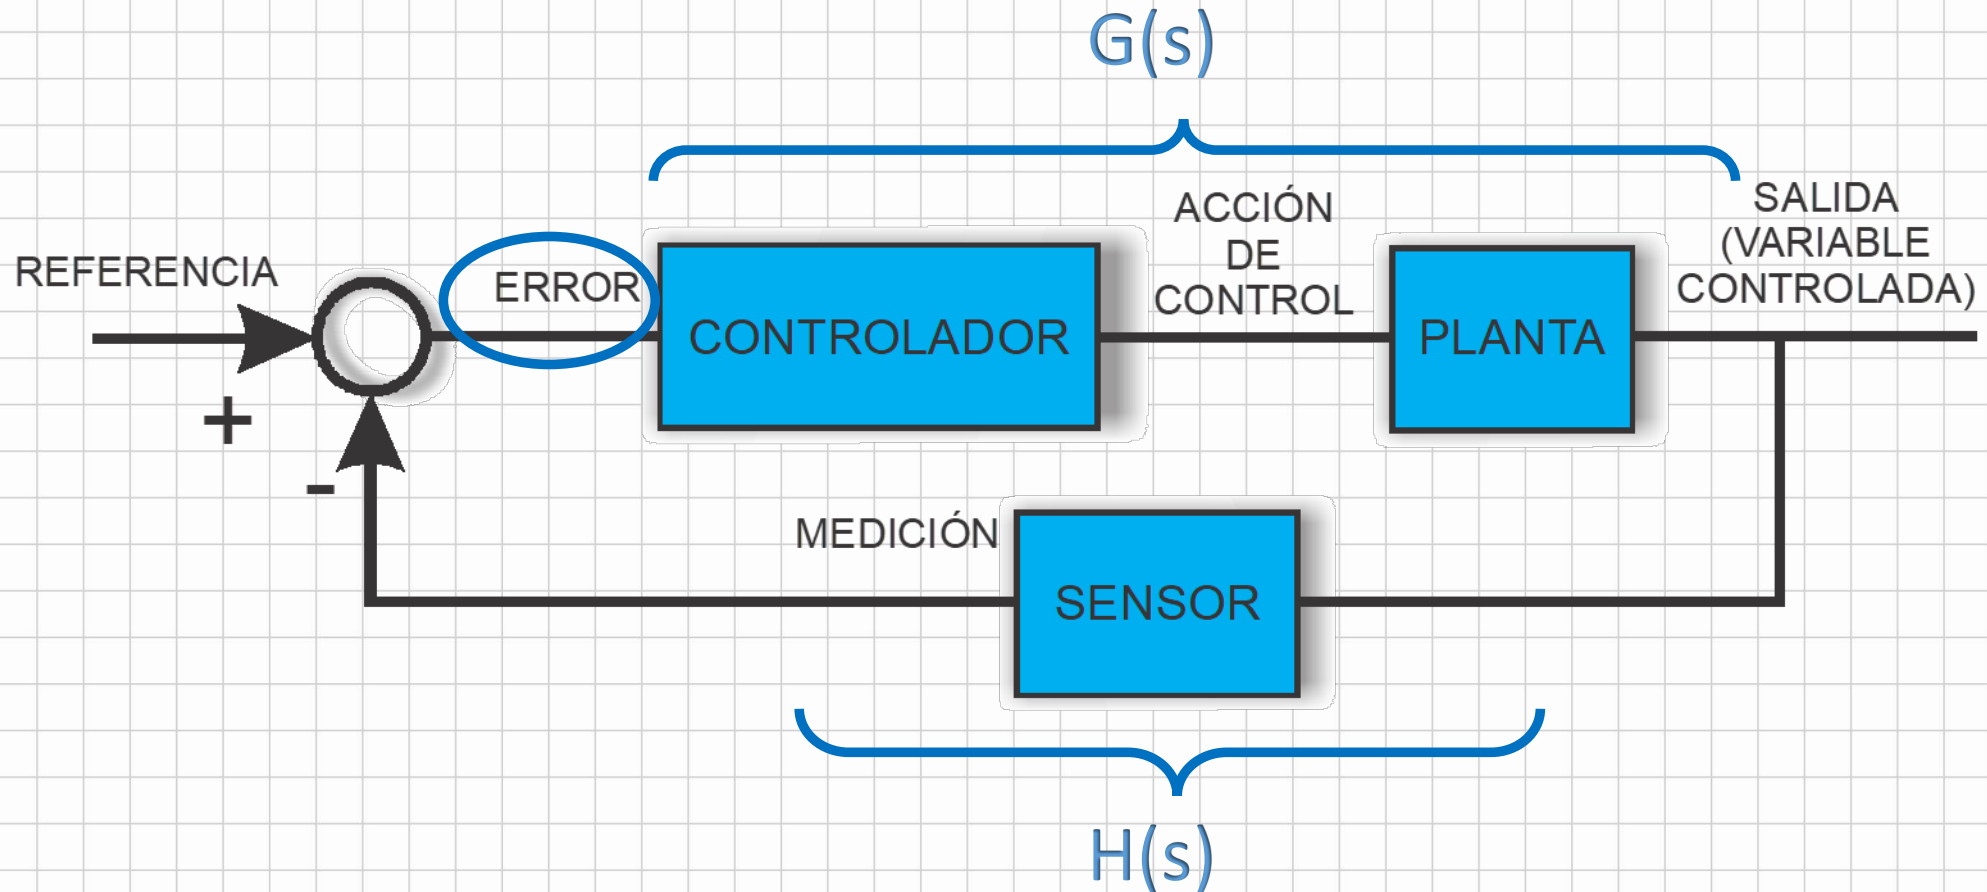 G(s)
REFERENCIA
ERROR
ACCIÓN
DE
CONTROL
SALIDA
(VARIABLE
CONTROLADA)
CONTROLADOR
PLANTA
+
-
MEDICIÓN
SENSOR
H(s)